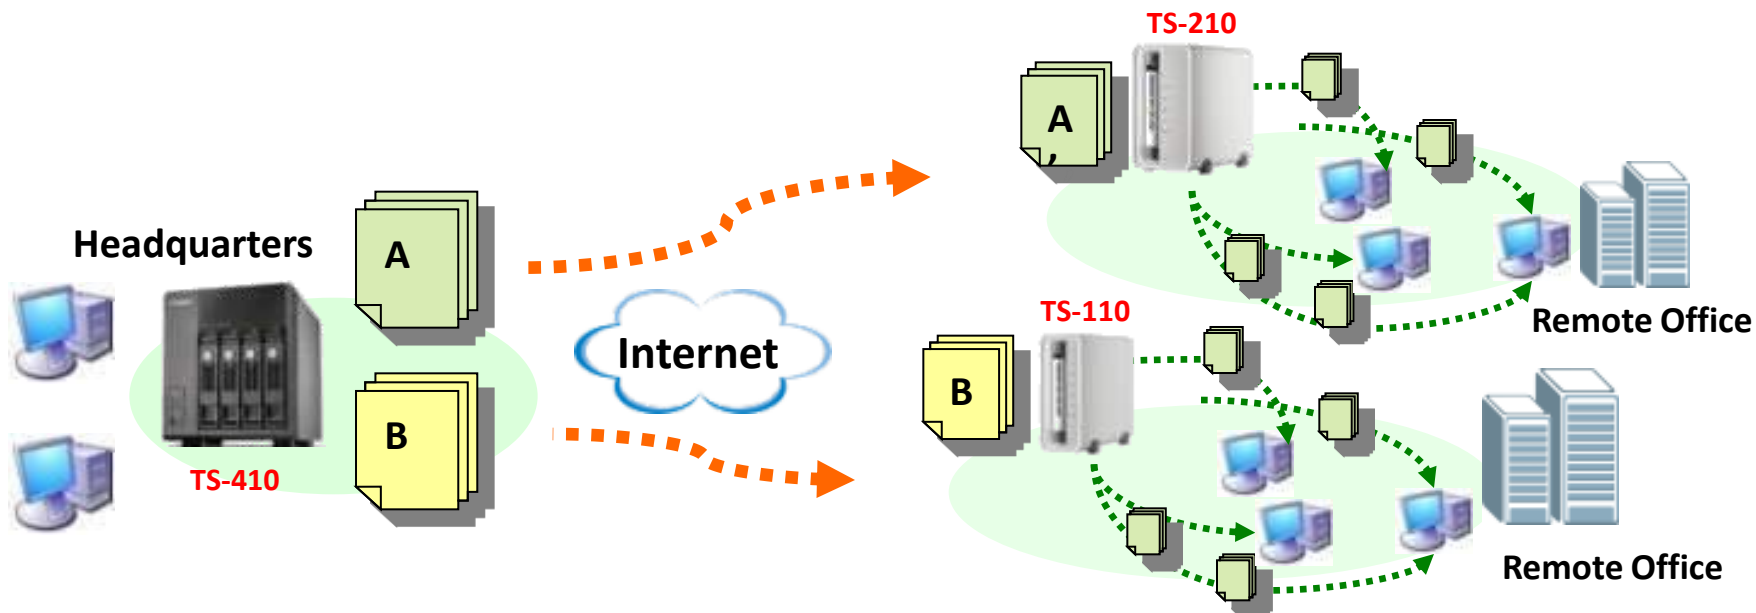 TS-210
A
,
Headquarters
A
Internet
Remote Office
TS-110
B
B
TS-410
Remote Office